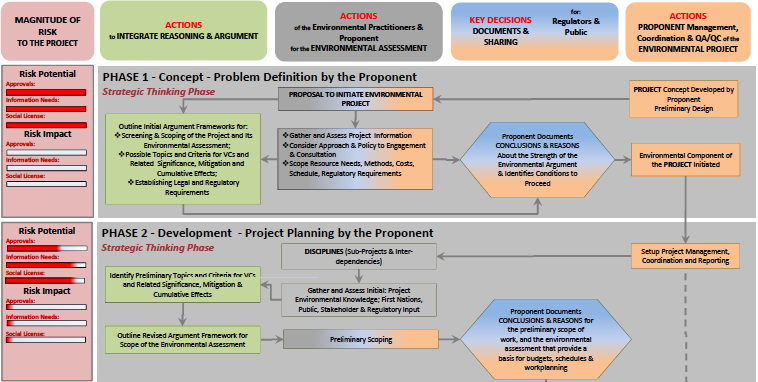 MAGNITUDE OF
RISK
TO THE PROJECT
ACTIONS
to INTEGRATE REASONING & ARGUMENT
ACTIONS
of the Environmental Practitioners &
Proponent
for the ENVIRONMENTAL ASSESSMENT
for:
KEY DECISIONS Regulators &
DOCUMENTS & Public
SHARING
ACTIONS
PROPONENT Management,
Coordination & QA/QC of the
ENVIRONMENTAL PROJECT
Risk Potential
Approvals:
Information Needs:
Social License:
Risk Impact
Approvals:
Information Needs:
Social License:
PHASE 1 - Concept - Problem Definition by the Proponent
Strategic Thinking Phase
PROPOSAL TO INITIATE ENVIRONMENTAL
PROJECT
PROJECT Concept Developed by
Proponent
Preliminary Design
Outline Initial Argument Frameworks for:
❖Screening & Scoping of the Project and Its
Environmental Assessment;
❖Possible Topics and Criteria for VCs and
Related Significance, Mitigation and
Cumulative Effects;
❖Establishing Legal and Regulatory
Requirements
❖Gather and Assess Project Information
❖Consider Approach & Policy to Engagement
& Consultation
❖Scope Resource Needs, Methods, Costs,
Schedule, Regulatory Requirements
Proponent Documents
CONCLUSIONS & REASONS
About the Strength of the
Environmental Argument
& Identifies Conditions to
Proceed
Environmental Component of
the PROJECT Initiated
Risk Potential
Approvals:
Information Needs:
Social License:
Risk Impact
Approvals:
Information Needs:
Social License:
PHASE 2 - Development - Project Planning by the Proponent
Strategic Thinking Phase
DISCIPLINES (Sub-Projects & Inter-
dependencies)
Setup Project Management,
Coordination and Reporting
Identify Preliminary Topics and Criteria for VCs
and Related Significance, Mitigation &
Cumulative Effects
Gather and Assess Initial: Project
Environmental Knowledge; First Nations,
Public, Stakeholder & Regulatory Input
Outline Revised Argument Framework for
Scope of the Environmental Assessment
Preliminary Scoping
Proponent Documents
CONCLUSIONS & REASONS for
the preliminary scope of
work, and the environmental
assessment that provide a
basis for budgets, schedules &
workplanning